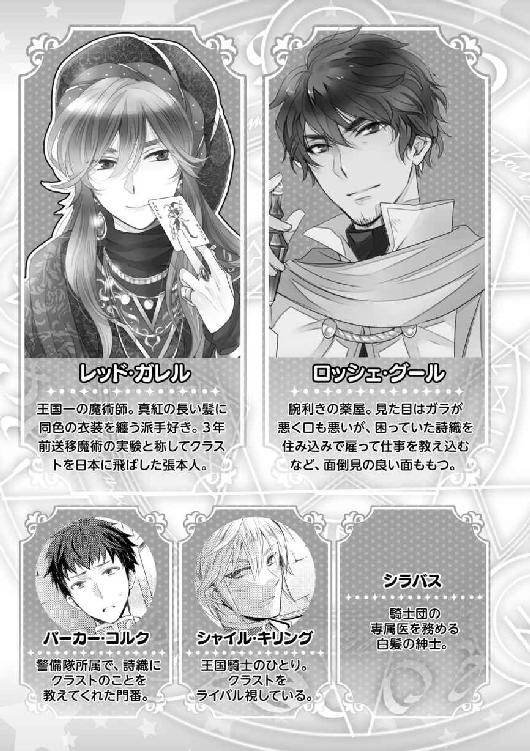 レッド・ガレル
王国一の魔術師。真紅の長い髪に
同色の衣装を纏う派手好き。3年
前送移魔術の実験と称してクラス
トを日本に飛ばした張本人。
ロッシェ・グール
腕利きの薬屋。見た目はガラが
悪く口も悪いが、困っていた詩織を
住み込みで雇って仕事を教え込む
など、面倒見の良い面ももつ。
パーカー・コルク
警備隊所属で、詩織に
クラストのことを
教えてくれた門番。
シャイル・キリング
王国騎士のひとり。
クラストを
ライバル視している。
シラバス
騎士団の
専属医を務める
白髪の紳士。